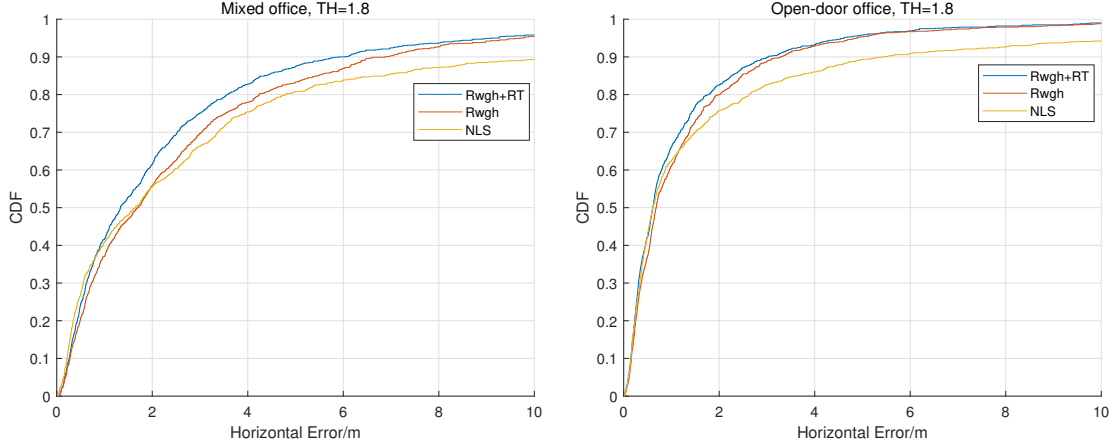 Mixed office, TH=1.8
1
0.9
0.8
0.7
0.6
0.5
0.4
0.3
0.2
0.1
0
CDF
Rwgh+RT
Rwgh
NLS
0 2 4 6 8 10
Horizontal Error/m
Open-door office, TH=1.8
1
0.9
0.8
0.7
0.6
0.5
0.4
0.3
0.2
0.1
0
CDF
Rwgh+RT
Rwgh
NLS
0 2 4 6 8 10
Horizontal Error/m